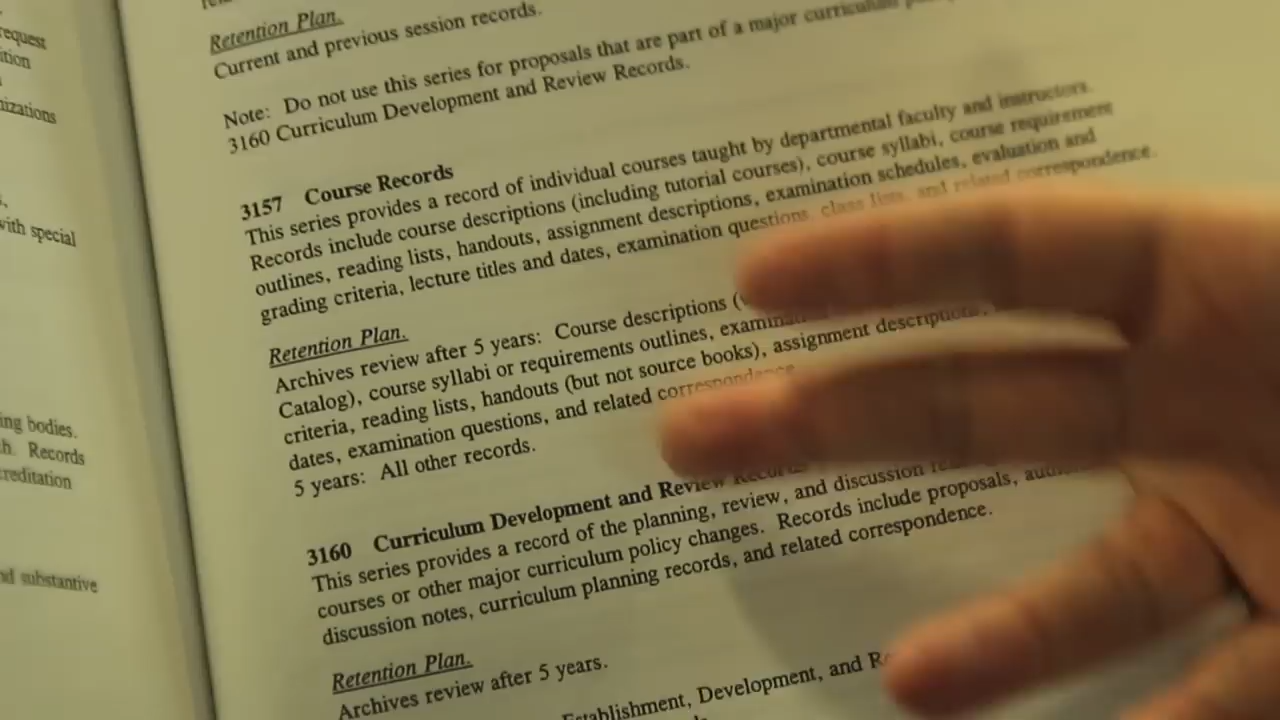 request
ition
nizations
with special
ing bodies.
h. Records
creditation
nd substantive
Retention Plan.
Current and previous session records.
Note: Do not use this series for proposals that are part of a major curriculum
3160 Curriculum Development and Review Records.
3157 Course Records
This series provides a record of individual courses taught by departmental faculty and instructors.
Records include course descriptions (including tutorial courses), course syllabi, course requirement
outlines, reading lists, handouts, assignment descriptions, examination schedules, evaluation and
grading criteria, lecture titles and dates, examination questions, class lists, and related correspondence.
Retention Plan.
Archives review after 5 years: Course descriptions (
Catalog), course syllabi or requirements outlines,
criteria, reading lists, handouts (but not source books), assignment descriptions,
dates, examination questions, and related correspondence.
5 years: All other records.
3160 Curriculum Development and Review Records
This series provides a record of the planning, review, and discussion
courses or other major curriculum policy changes. Records include proposals,
discussion notes, curriculum planning records, and related correspondence.
Retention Plan.
Archives review after 5 years.
Establishment, Development, and